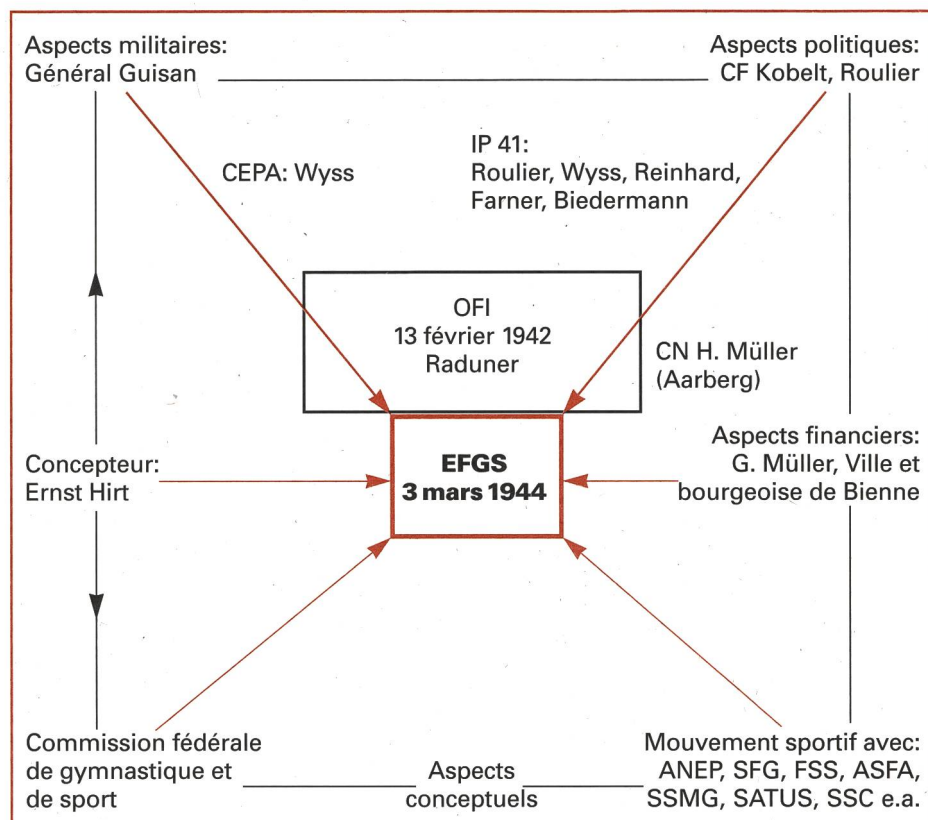 Aspects militaires:
Général Guisan
Aspects politiques:
CF Kobelt, Roulier
CEPA: Wyss
IP 41:
Roulier, Wyss, Reinhard,
Farner, Biedermann
OFI
13 février 1942
Raduner
CN H. Müller
(Aarberg)
Concepteur:
Ernst Hirt
EFGS
3 mars 1944
Aspects financiers:
G. Müller, Ville et
bourgeoise de Bienne
Commission fédérale
de gymnastique et
de sport
Aspects
conceptuels
Mouvement sportif avec:
ANEP, SFG, FSS, ASFA,
SSMG, SATUS, SSC e.a.